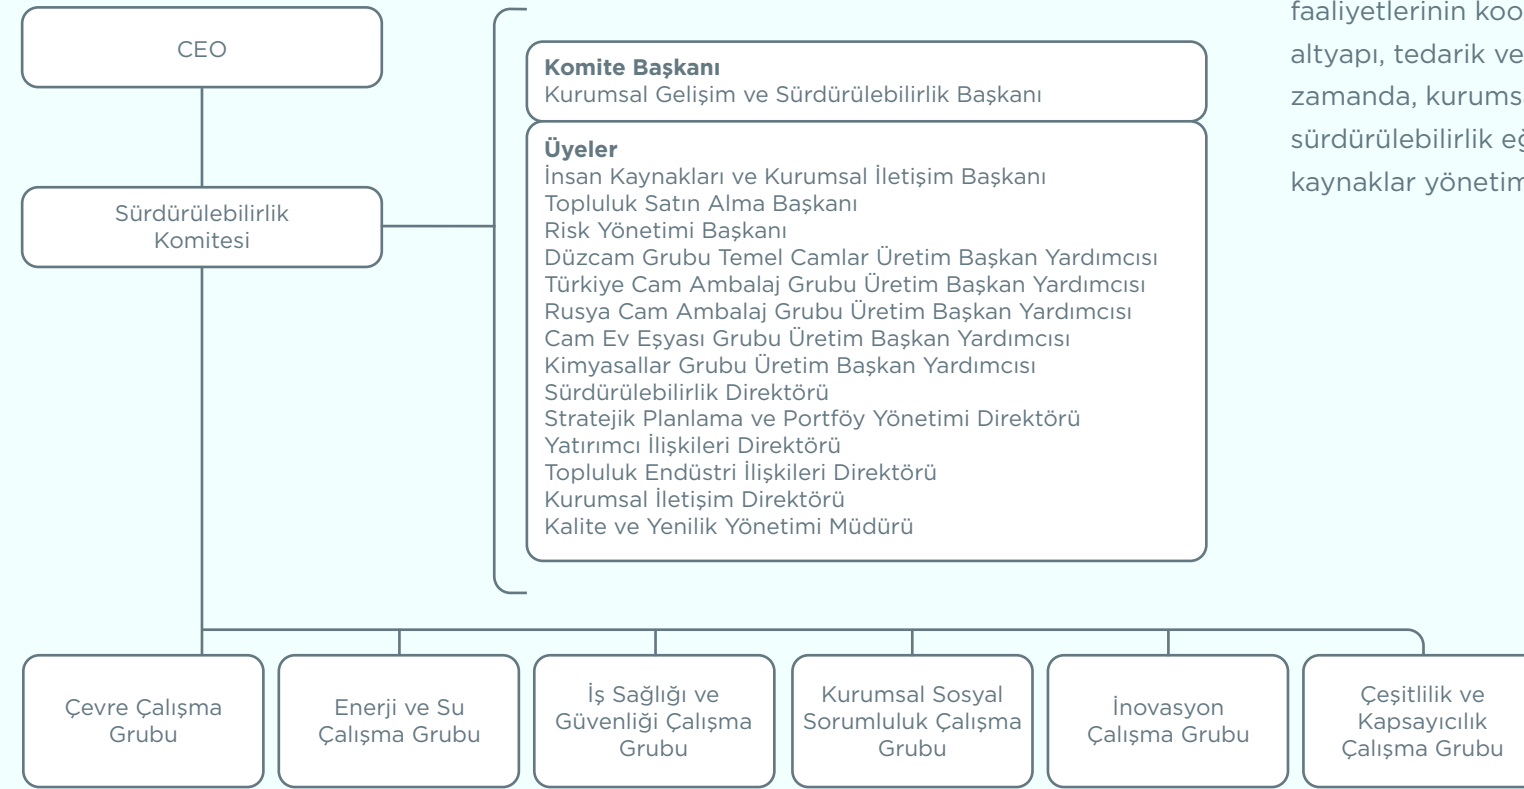 CEO
Sürdürülebilirlik
Komitesi
Komite Başkanı
Kurumsal Gelişim ve Sürdürülebilirlik Başkanı
Üyeler
İnsan Kaynakları ve Kurumsal İletişim Başkanı
Topluluk Satın Alma Başkanı
Risk Yönetimi Başkanı
Düzcam Grubu Temel Camlar Üretim Başkan Yardımcısı
Türkiye Cam Ambalaj Grubu Üretim Başkan Yardımcısı
Rusya Cam Ambalaj Grubu Üretim Başkan Yardımcısı
Cam Ev Eşyası Grubu Üretim Başkan Yardımcısı
Kimyasallar Grubu Üretim Başkan Yardımcısı
Sürdürülebilirlik Direktörü
Stratejik Planlama ve Portföy Yönetimi Direktörü
Yatırımcı İlişkileri Direktörü
Topluluk Endüstri İlişkileri Direktörü
Kurumsal İletişim Direktörü
Kalite ve Yenilik Yönetimi Müdürü
faaliyetlerinin
altyapı, tedarik ve
zamanda,
sürdürülebilirlik
kaynaklar
Çevre Çalışma
Grubu
Enerji ve Su
Çalışma Grubu
İş Sağlığı ve
Güvenliği Çalışma
Grubu
Kurumsal Sosyal
Sorumluluk Çalışma
Grubu
İnovasyon
Çalışma Grubu
Çeşitlilik ve
Kapsayıcılık
Çalışma Grubu